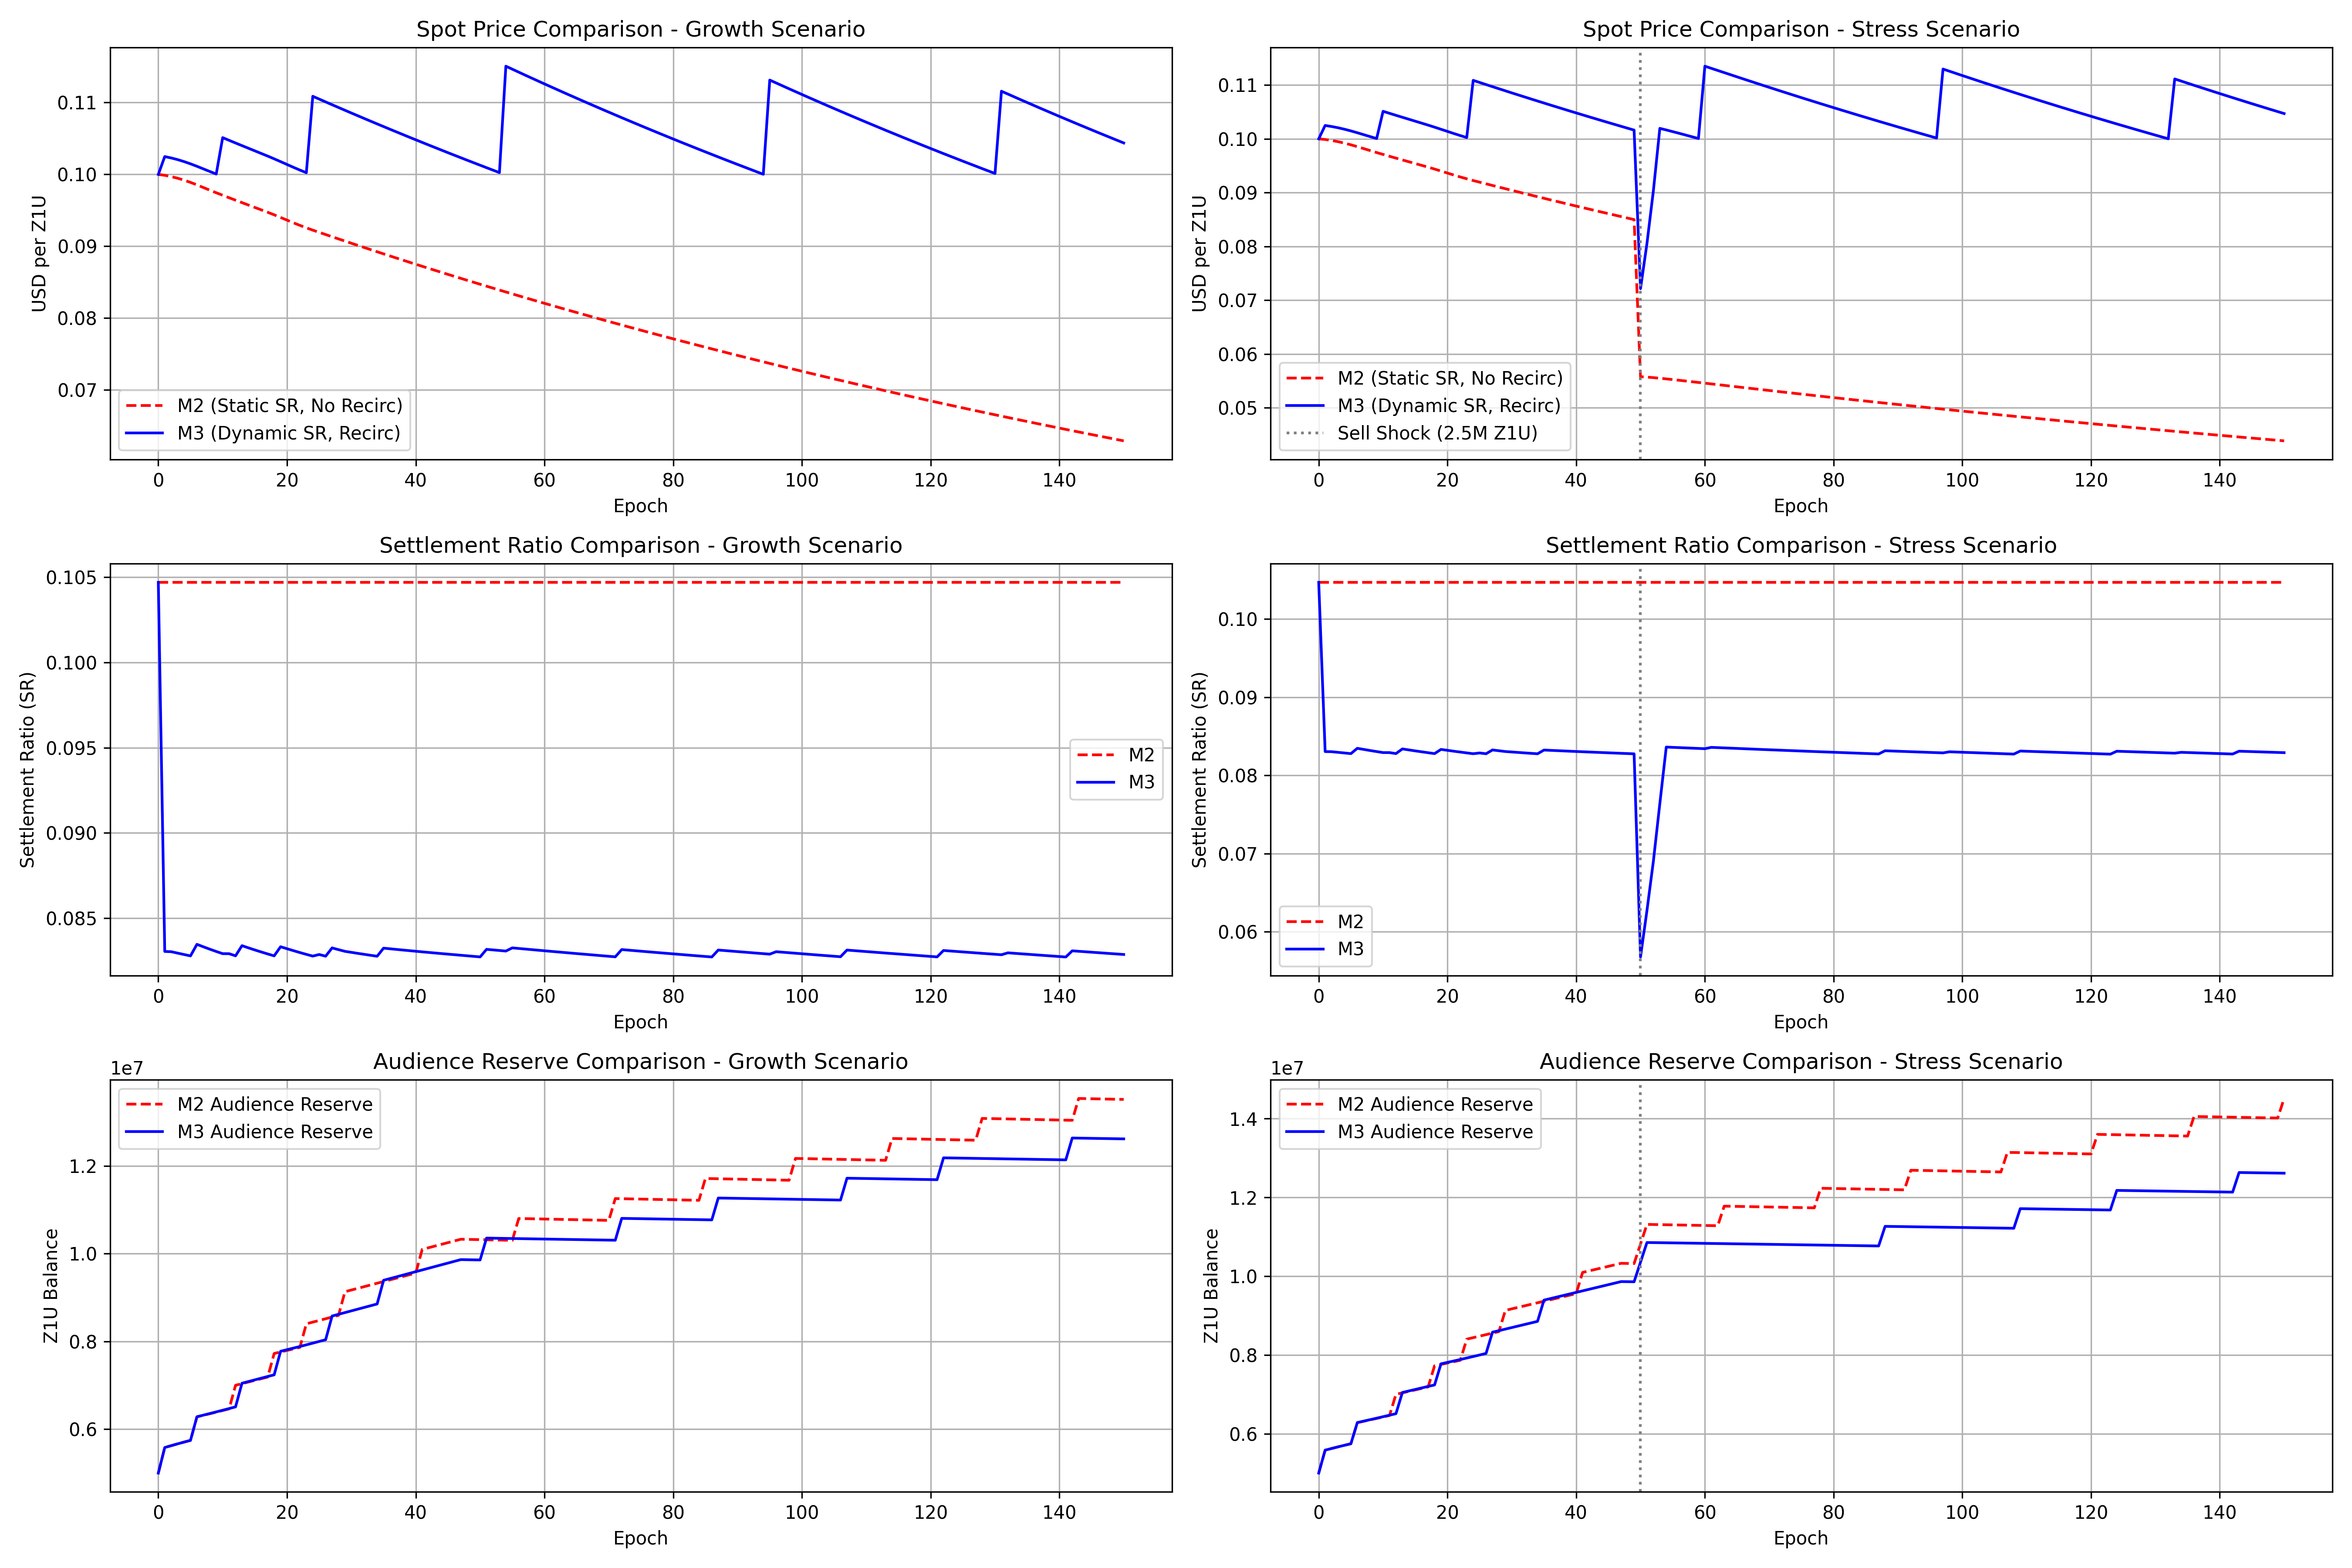 Spot Price Comparison - Growth Scenario
USD per Z1U
0.11
0.10
0.09
0.08
0.07
M2 (Static SR, No Recirc)
M3 (Dynamic SR, Recirc)
0 20 40 60 80 100 120 140
Epoch
Spot Price Comparison - Stress Scenario
USD per Z1U
0.11
0.10
0.09
0.08
0.07
0.06
0.05
M2 (Static SR, No Recirc)
M3 (Dynamic SR, Recirc)
Sell Shock (2.5M Z1U)
0 20 40 60 80 100 120 140
Epoch
Settlement Ratio Comparison - Growth Scenario
Settlement Ratio (SR)
0.105
0.100
0.095
0.090
0.085
M2
M3
0 20 40 60 80 100 120 140
Epoch
Settlement Ratio Comparison - Stress Scenario
Settlement Ratio (SR)
0.10
0.09
0.08
0.07
0.06
M2
M3
0 20 40 60 80 100 120 140
Epoch
Audience Reserve Comparison - Growth Scenario
1e7
Z1U Balance
1.2
1.0
0.8
0.6
M2 Audience Reserve
M3 Audience Reserve
0 20 40 60 80 100 120 140
Epoch
Audience Reserve Comparison - Stress Scenario
1e7
Z1U Balance
1.4
1.2
1.0
0.8
0.6
M2 Audience Reserve
M3 Audience Reserve
0 20 40 60 80 100 120 140
Epoch